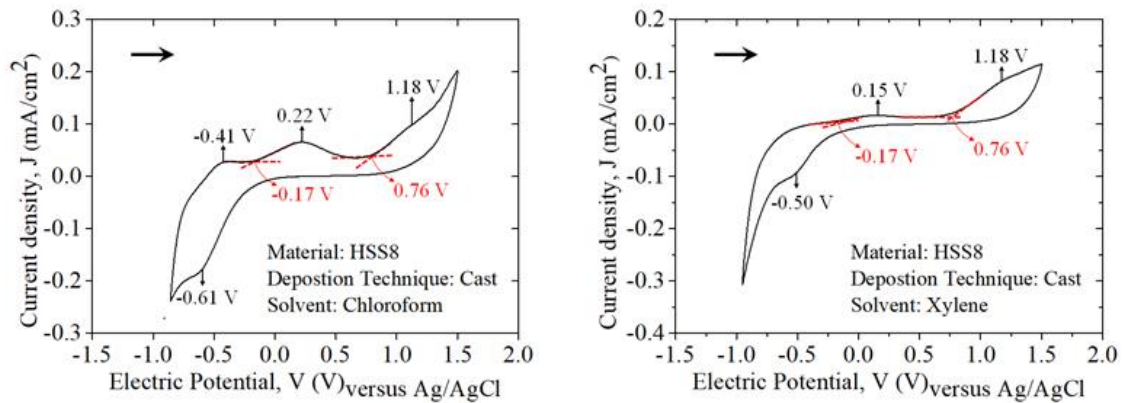 Current density, J (mA/cm²)
0.3
0.2
0.1
0.0
-0.1
-0.2
-0.3
-0.41 V
0.22 V
1.18 V
-0.17 V
0.76 V
-0.61 V
Material: HSS8
Depostion Technique: Cast
Solvent: Chloroform
-1.5 -1.0 -0.5 0.0 0.5 1.0 1.5 2.0
Electric Potential, V (V)versus Ag/AgCl
Current density, J (mA/cm²)
0.2
0.1
0.0
-0.1
-0.2
-0.3
-0.4
0.15 V
1.18 V
-0.17 V
0.76 V
-0.50 V
Material: HSS8
Depostion Technique: Cast
Solvent: Xylene
-1.5 -1.0 -0.5 0.0 0.5 1.0 1.5 2.0
Electric Potential, V (V)versus Ag/AgCl